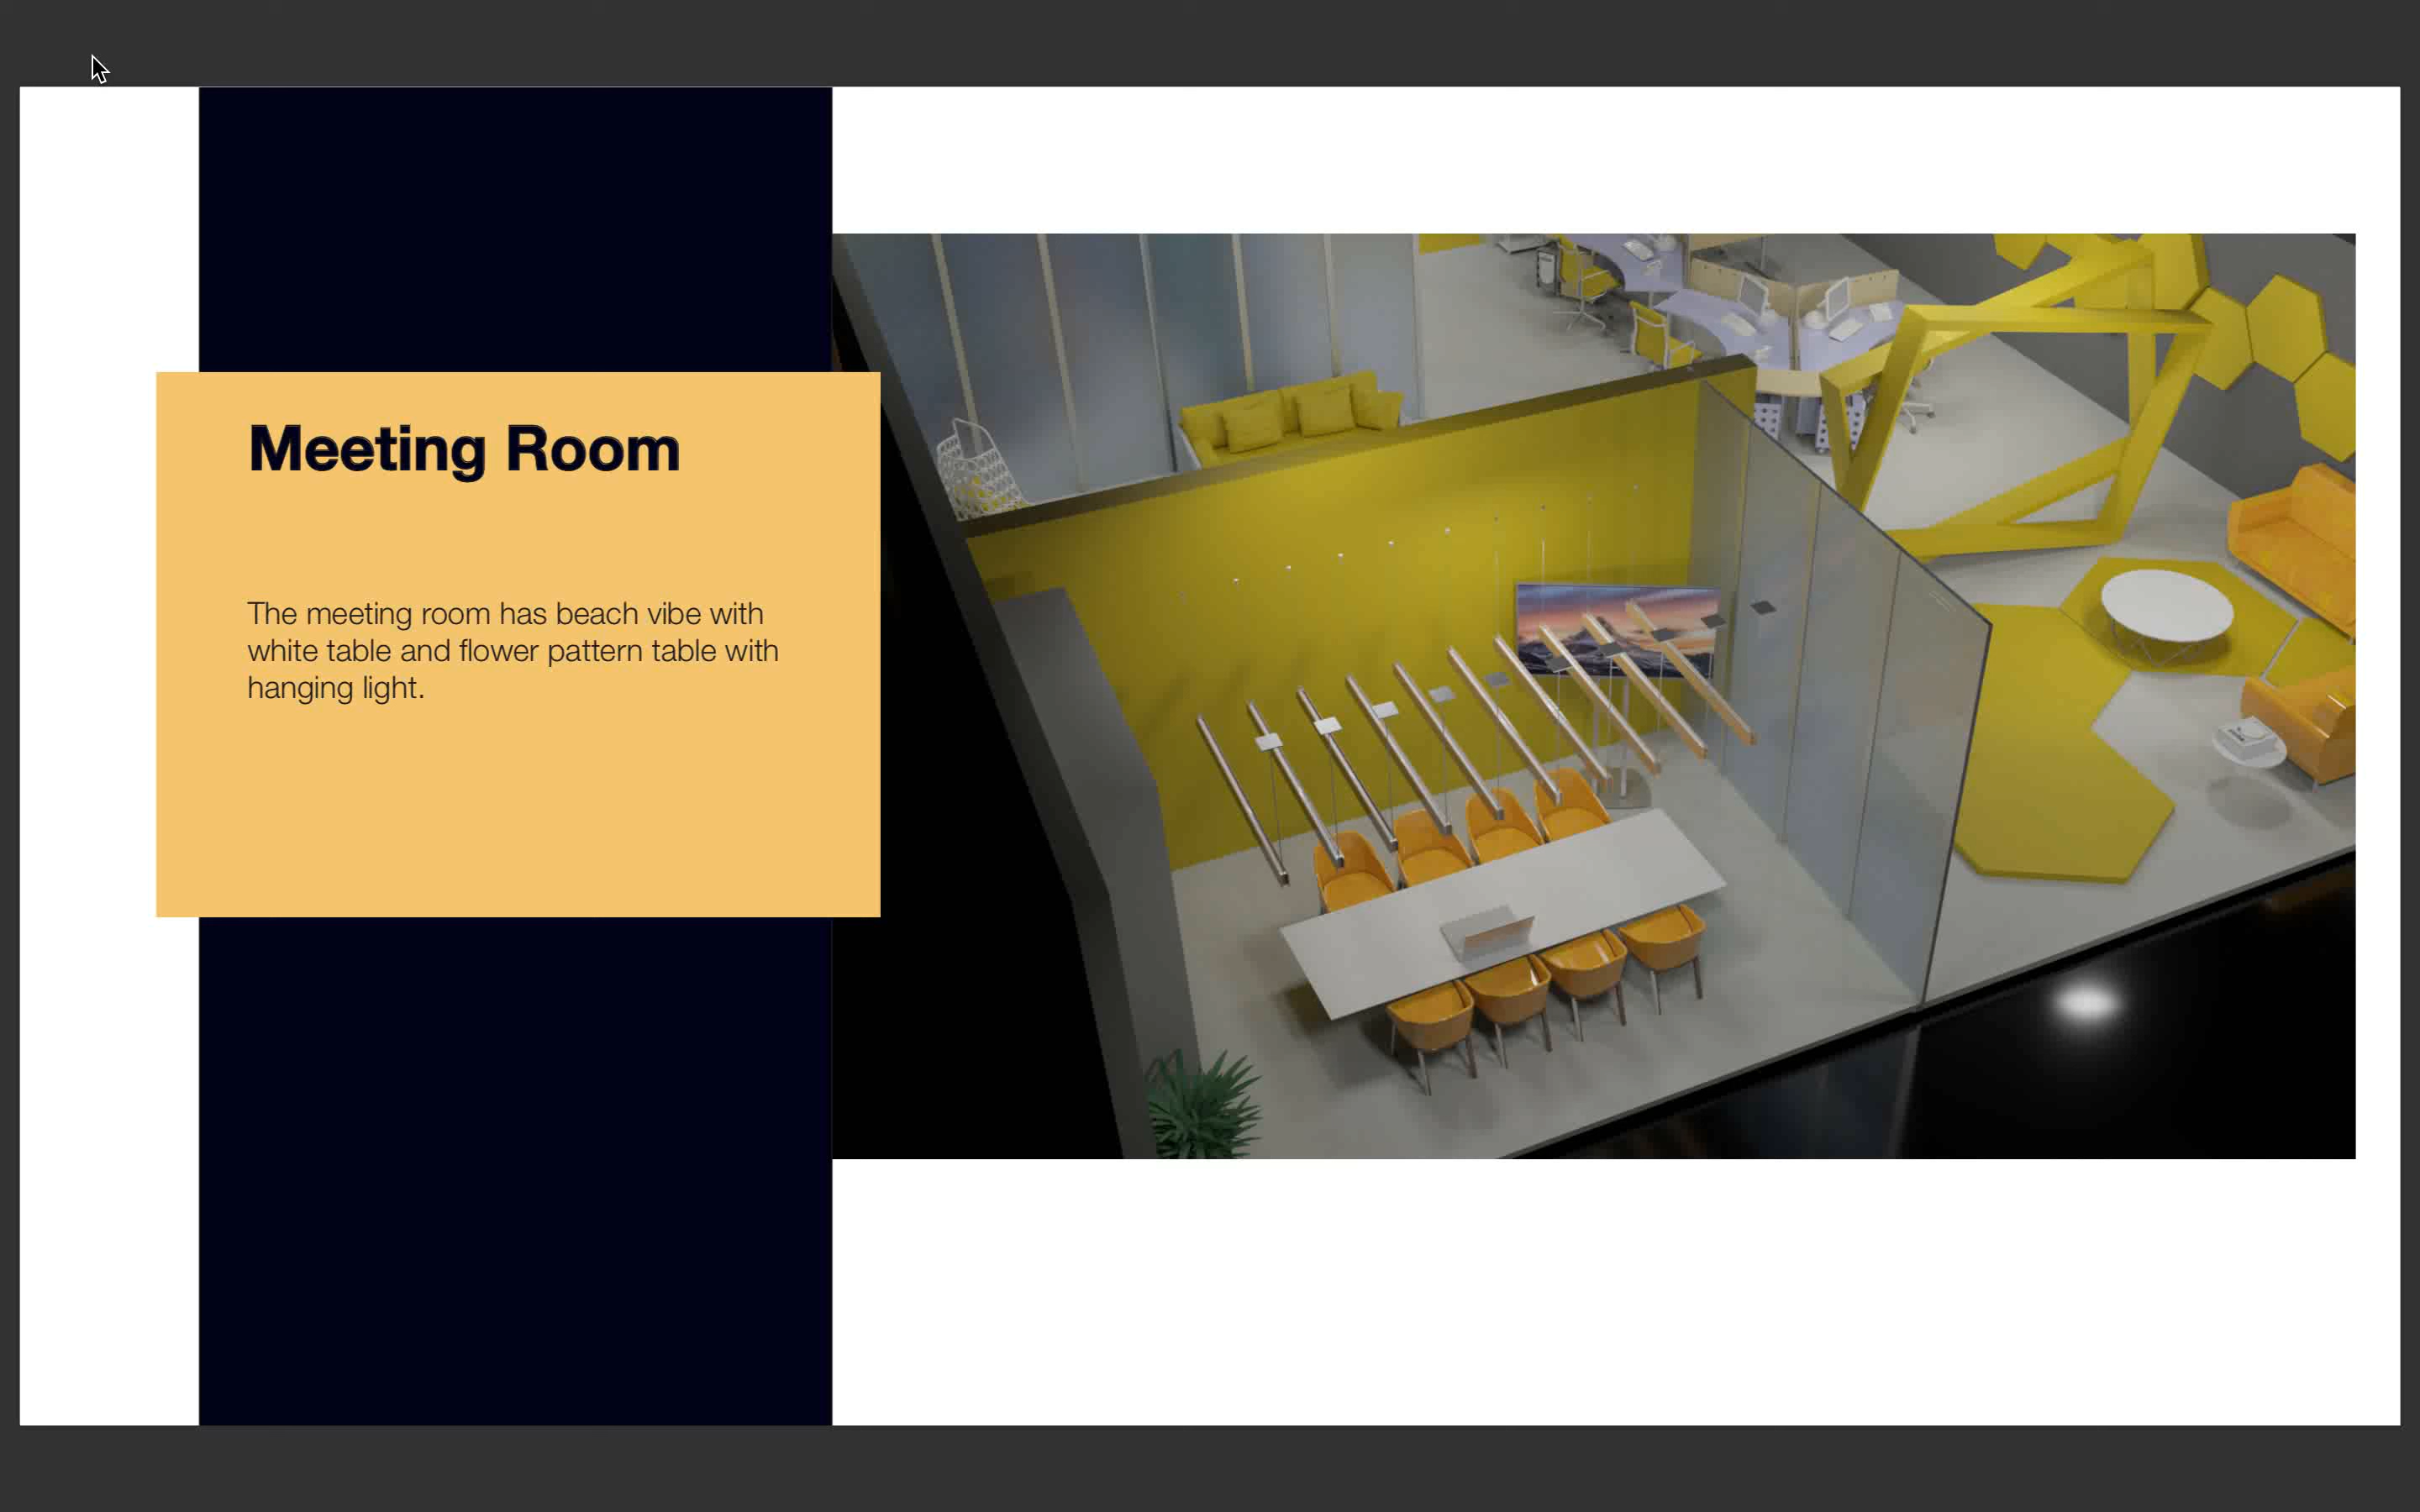 Meeting Room
The meeting room has beach vibe with
white table and flower pattern table with
hanging light.